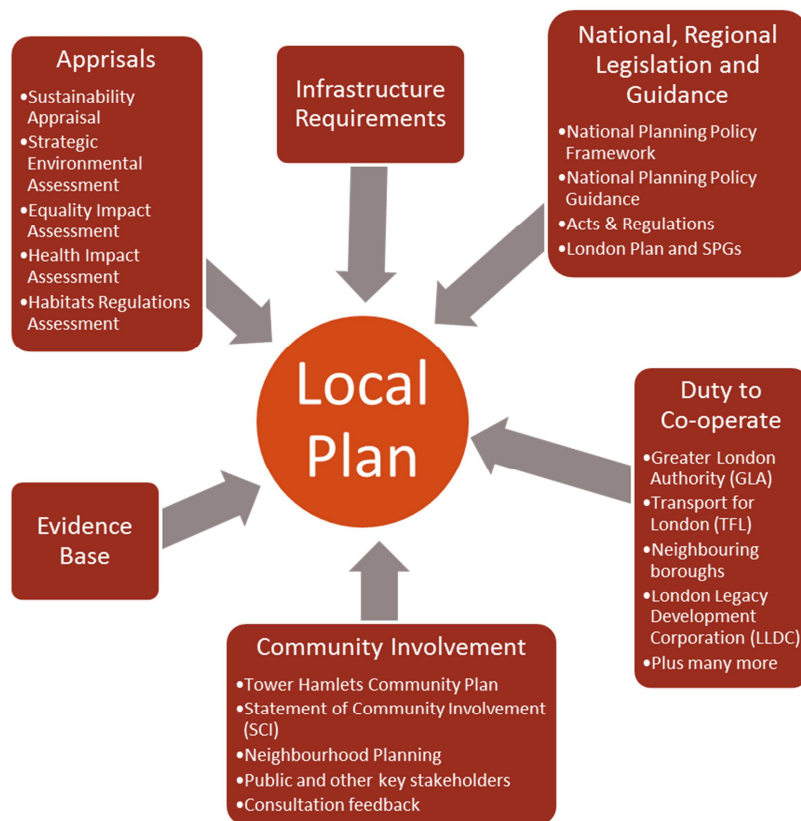 Apprisals
•Sustainability
Appraisal
•Strategic
Environmental
Assessment
•Equality Impact
Assessment
•Health Impact
Assessment
•Habitats Regulations
Assessment
Infrastructure
Requirements
National, Regional
Legislation and
Guidance
•National Planning Policy
Framework
•National Planning Policy
Guidance
•Acts & Regulations
•London Plan and SPGs
Local
Plan
Duty to
Co-operate
•Greater London
Authority (GLA)
•Transport for
London (TFL)
•Neighbouring
boroughs
•London Legacy
Development
Corporation (LLDC)
•Plus many more
Evidence
Base
Community Involvement
•Tower Hamlets Community Plan
•Statement of Community Involvement
(SCI)
•Neighbourhood Planning
•Public and other key stakeholders
•Consultation feedback